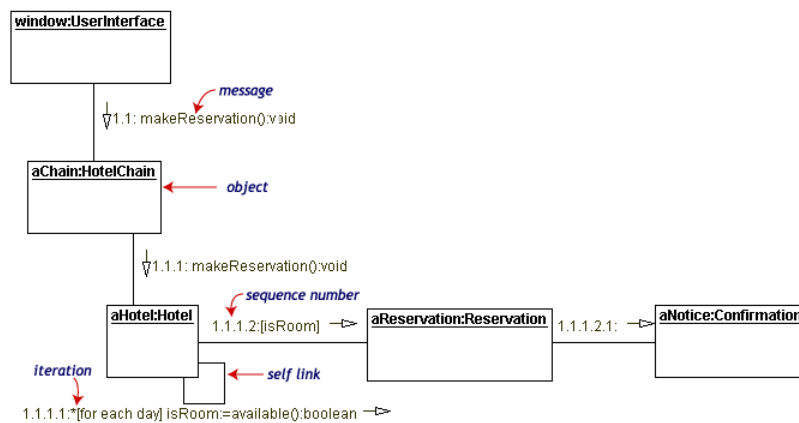 window:UserInterface
message
1.1: makeReservation():void
aChain:HotelChain
object
1.1.1: makeReservation():void
sequence number
aHotel:Hotel
1.1.1.2:[isRoom]
aReservation:Reservation
1.1.1.2.1:
aNotice:Confirmation
iteration
self link
1.1.1.1:*[for each day] isRoom:=available():boolean